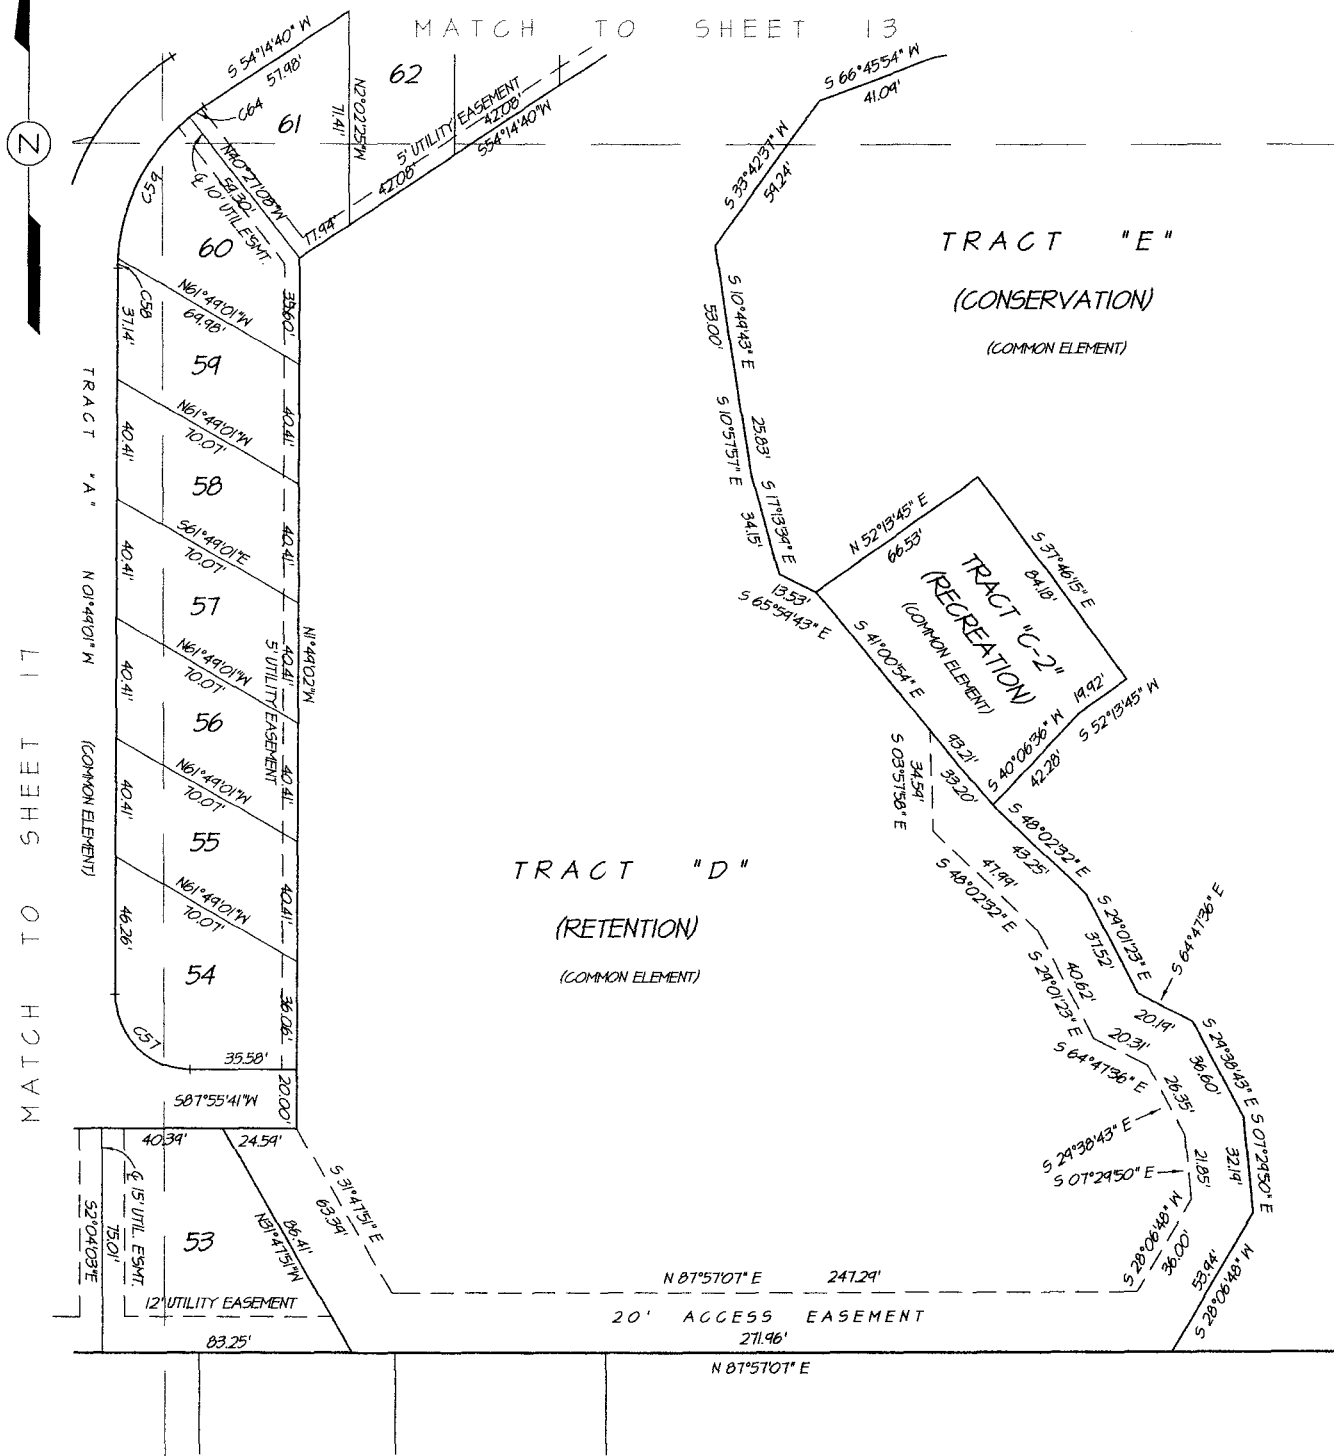 MATCH TO SHEET 13
S 54°14'40" W
57.98'
C64
61
62
N2°02'25"W
71.41'
5' UTILITY EASEMENT
42.08'
S54°14'40"W
42.08'
17.94'
S 66°45'54" W
41.09'
S 33°42'37" W
59.24'
N
C59
N40°21'08"W
59.30'
℄ 10' UTIL. ESMT.
60
C58
37.14'
N61°49'01"W
69.98'
35.60'
59
TRACT "A" N 01°49'01" W (COMMON ELEMENT)
N61°49'01"W
70.07'
40.41'
40.41'
58
S61°49'01"E
70.07'
40.41'
40.41'
57
N61°49'01"W
70.07'
40.41'
40.41'
5' UTILITY EASEMENT
N1°49'02"W
56
N61°49'01"W
70.07'
40.41'
40.41'
55
N61°49'01"W
70.07'
46.26'
40.41'
54
36.06'
C57
35.58'
S87°55'41"W
20.00'
40.39'
24.59'
MATCH TO SHEET 17
TRACT "E"
(CONSERVATION)
(COMMON ELEMENT)
S 10°49'43" E
53.00'
S 10°57'57" E
25.83'
S 17°13'39" E
34.15'
13.53'
S 65°59'43" E
N 52°13'45" E
66.53'
S 37°46'15" E
84.18'
TRACT "C-2"
(RECREATION)
(COMMON ELEMENT)
19.92'
S 52°13'45" W
S 40°06'36" W
42.28'
S 41°00'54" E
93.21'
33.20'
S 03°57'58" E
34.54'
S 48°02'32" E
43.25'
47.99'
S 48°02'32" E
TRACT "D"
(RETENTION)
(COMMON ELEMENT)
S 29°01'23" E
37.52'
40.62'
S 29°01'23" E
S 64°47'36" E
20.19'
20.31'
S 64°47'36" E
S 29°38'43" E
36.60'
26.35'
S 29°38'43" E
S 07°29'50" E
32.19'
21.85'
S 07°29'50" E
S 28°06'48" W
36.00'
53.94'
S 28°06'48" W
S 31°47'51" E
63.39'
86.41'
N31°47'51"W
S2°04'03"E
75.01'
℄ 15' UTIL. ESMT.
53
12' UTILITY EASEMENT
83.25'
N 87°57'07" E 247.29'
20' ACCESS EASEMENT
271.96'
N 87°57'07" E